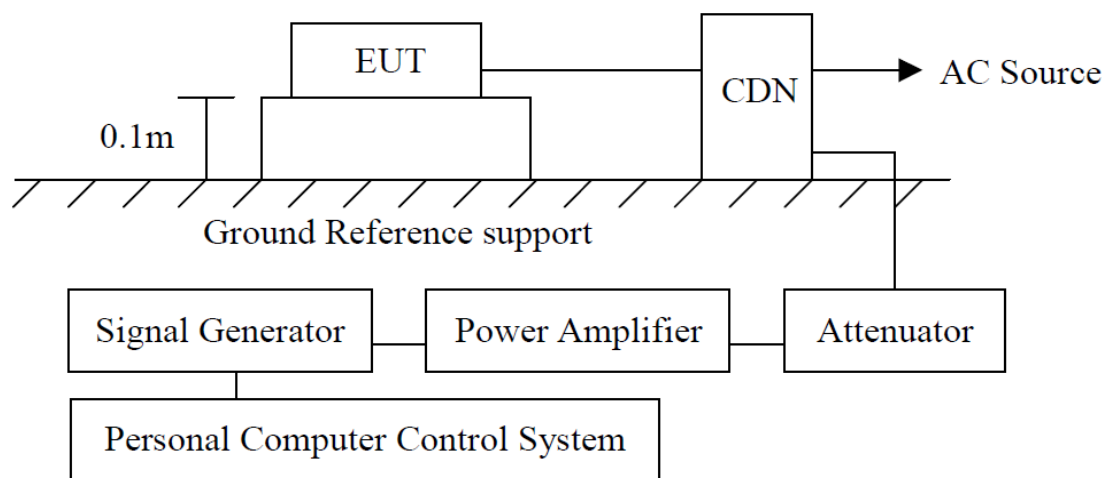 EUT
CDN
AC Source
0.1m
Ground Reference support
Signal Generator
Power Amplifier
Attenuator
Personal Computer Control System